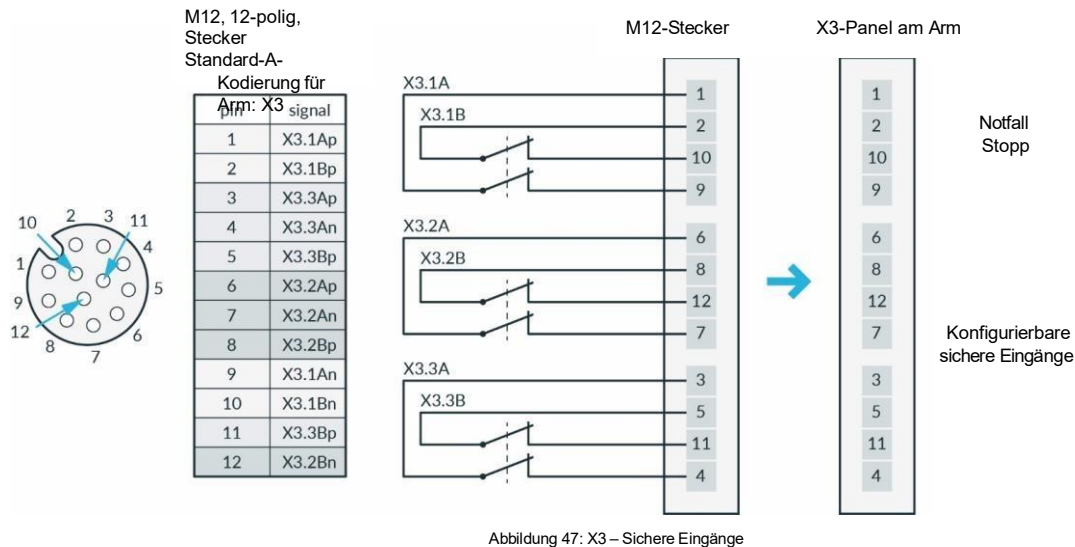 M12, 12-polig,
Stecker
Standard-A-
Kodierung für
Arm: X3
pin signal
1 X3.1Ap
2 X3.1Bp
3 X3.3Ap
4 X3.3An
5 X3.3Bp
6 X3.2Ap
7 X3.2An
8 X3.2Bp
9 X3.1An
10 X3.1Bn
11 X3.3Bp
12 X3.2Bn
10 2 3 11
1 4
9 5
12 8 7 6
M12-Stecker
X3-Panel am Arm
X3.1A
X3.1B
1
2
10
9
X3.2A
X3.2B
6
8
12
7
X3.3A
X3.3B
3
5
11
4
1
2
10
9
6
8
12
7
3
5
11
4
Notfall
Stopp
Konfigurierbare
sichere Eingänge
Abbildung 47: X3 – Sichere Eingänge